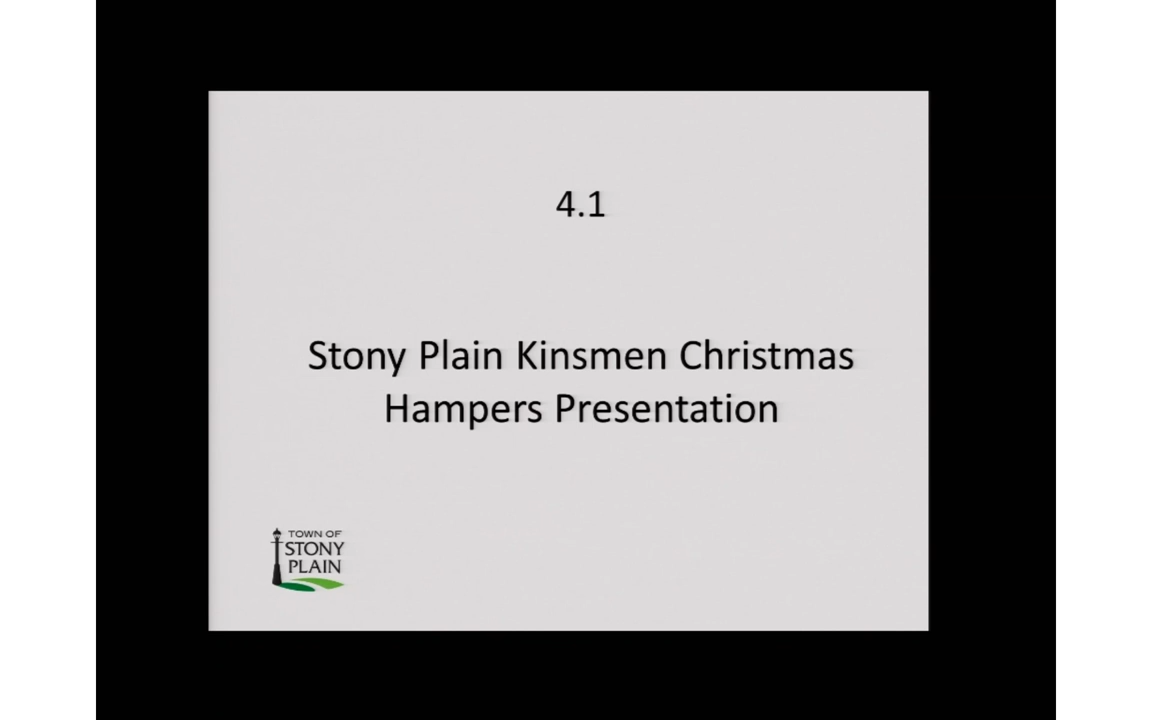 4.1
Stony Plain Kinsmen Christmas
Hampers Presentation
TOWN OF
STONY
PLAIN